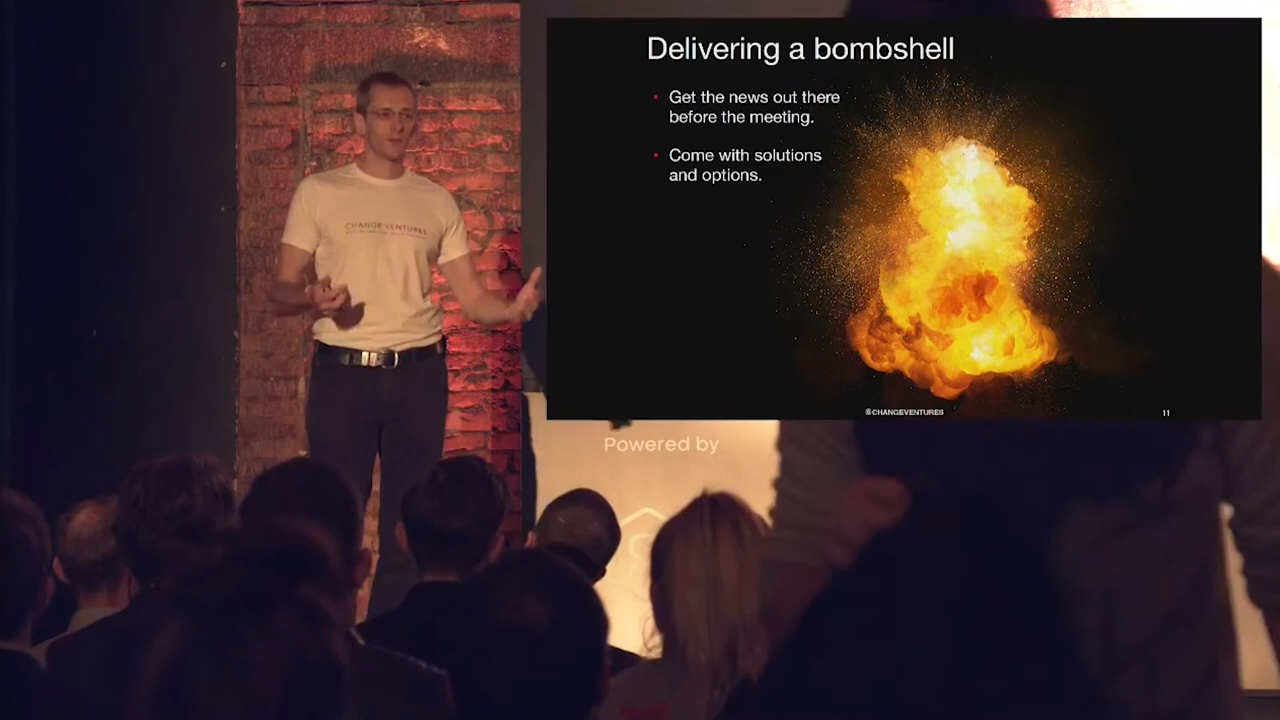 Delivering a bombshell
• Get the news out there
before the meeting.
• Come with solutions
and options.
@CHANGEVENTURES
11
CHANGE VENTURES
Powered by